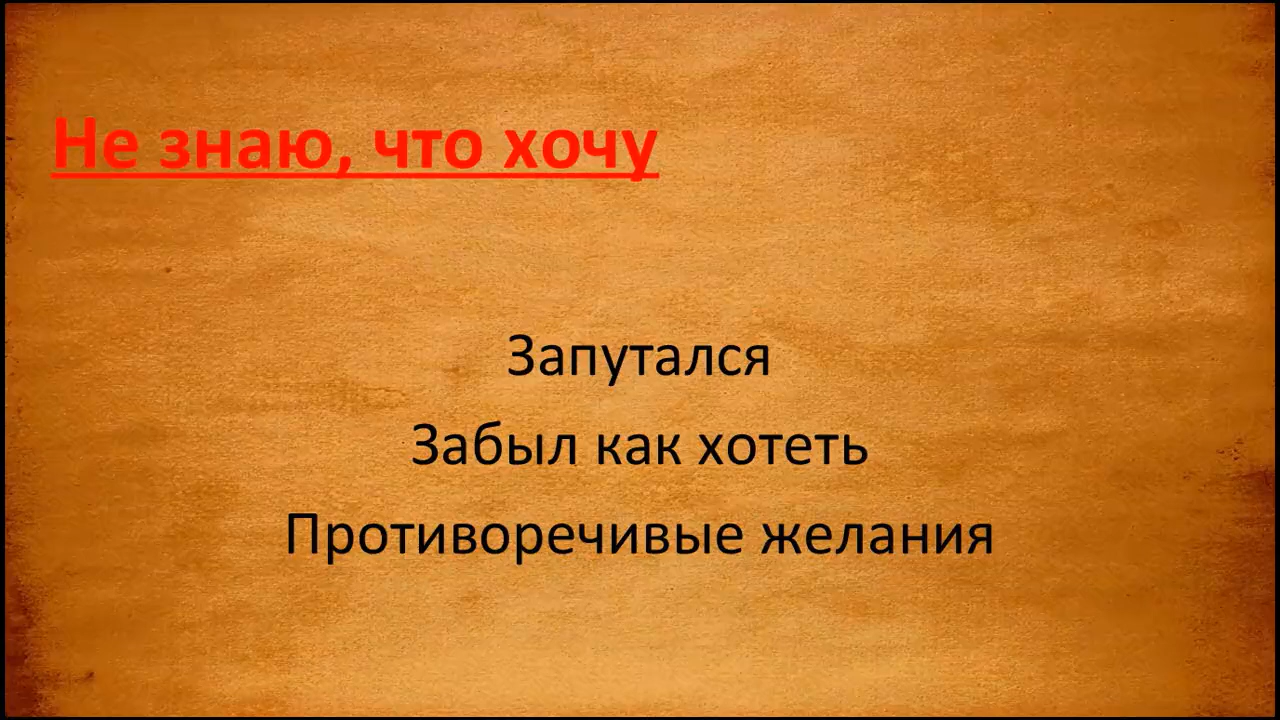 Не знаю, что хочу
Запутался
Забыл как хотеть
Противоречивые желания